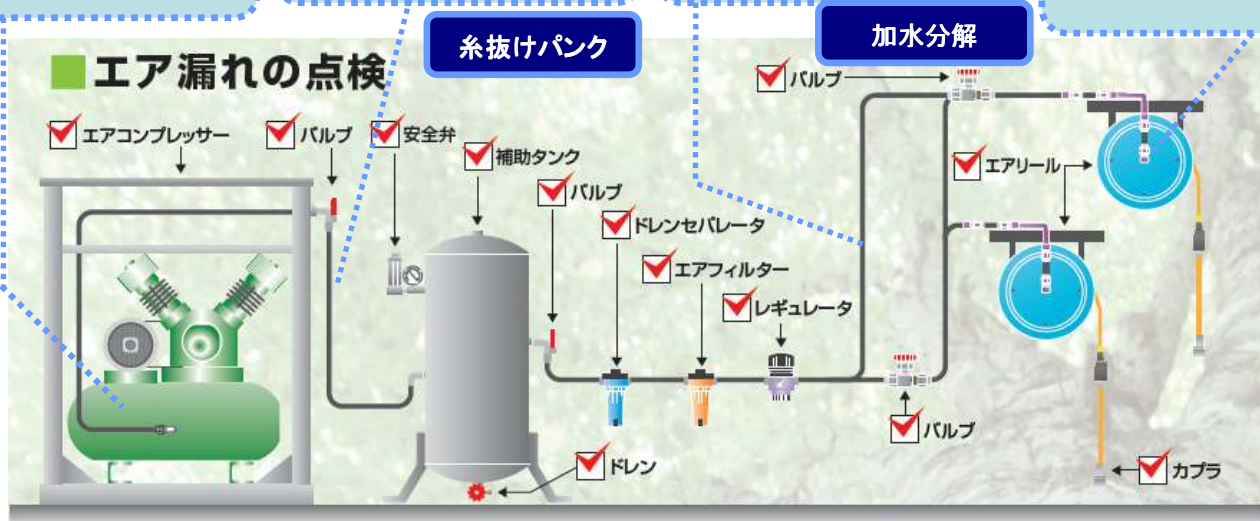 糸抜けパンク
加水分解
エア漏れの点検
バルブ
エアコンプレッサー
バルブ
安全弁
補助タンク
エアリール
バルブ
ドレンセパレータ
エアフィルター
レギュレータ
バルブ
ドレン
カプラ